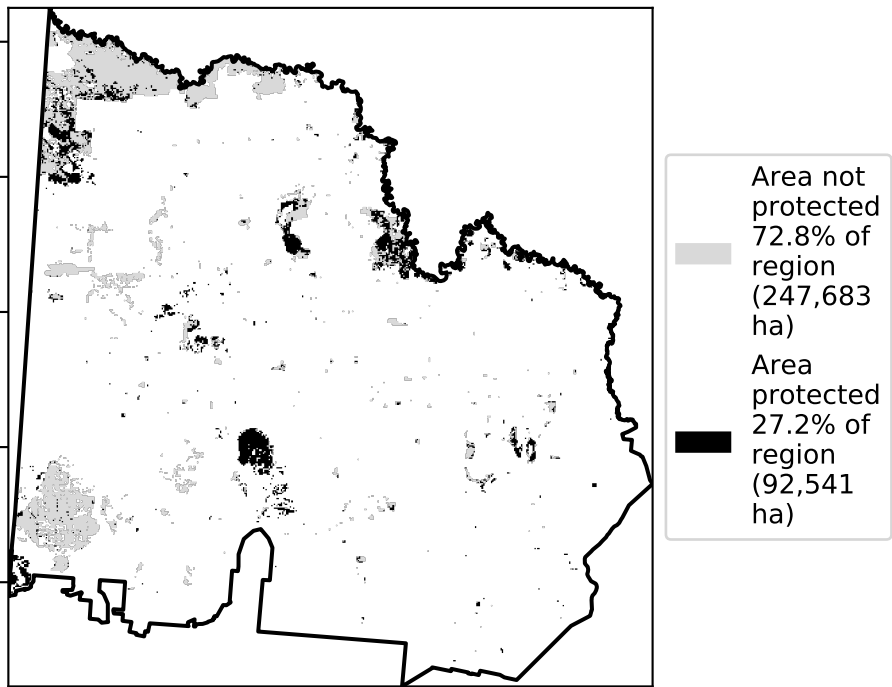 Area not
protected
72.8% of
region
(247,683
ha)
Area
protected
27.2% of
region
(92,541
ha)